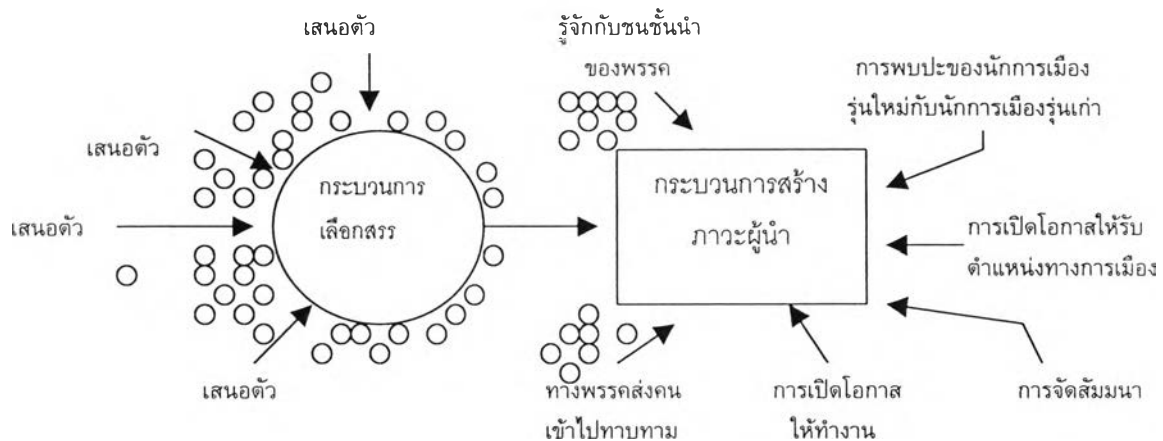 เสนอตัว
รู้จักกับชนชั้นนำ
ของพรรค
การพบปะของนักการเมือง
รุ่นใหม่กับนักการเมืองรุ่นเก่า
เสนอตัว
กระบวนการ
เลือกสรร
กระบวนการสร้าง
ภาวะผู้นำ
เสนอตัว
การเปิดโอกาสให้รับ
ตำแหน่งทางการเมือง
เสนอตัว
ทางพรรคส่งคน
เข้าไปทาบทาม
การเปิดโอกาส
ให้ทำงาน
การจัดสัมมนา